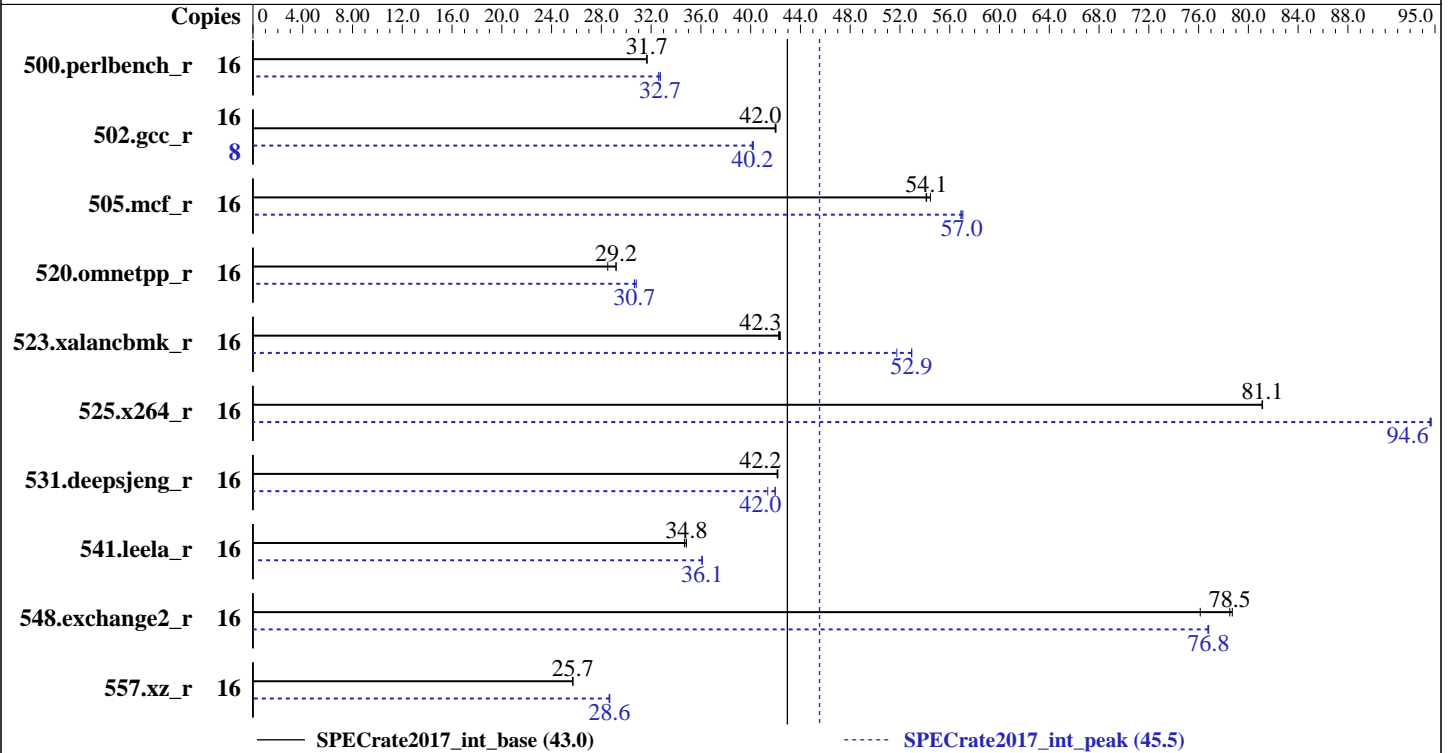 Copies 0 4.00 8.00 12.0 16.0 20.0 24.0 28.0 32.0 36.0 40.0 44.0 48.0 52.0 56.0 60.0 64.0 68.0 72.0 76.0 80.0 84.0 88.0 95.0
31.7
500.perlbench_r 16
32.7
16
42.0
502.gcc_r
8
40.2
54.1
505.mcf_r 16
57.0
29.2
520.omnetpp_r 16
30.7
42.3
523.xalancbmk_r 16
52.9
81.1
525.x264_r 16
94.6
42.2
531.deepsjeng_r 16
42.0
34.8
541.leela_r 16
36.1
78.5
548.exchange2_r 16
76.8
25.7
557.xz_r 16
28.6
SPECrate2017_int_base (43.0) SPECrate2017_int_peak (45.5)